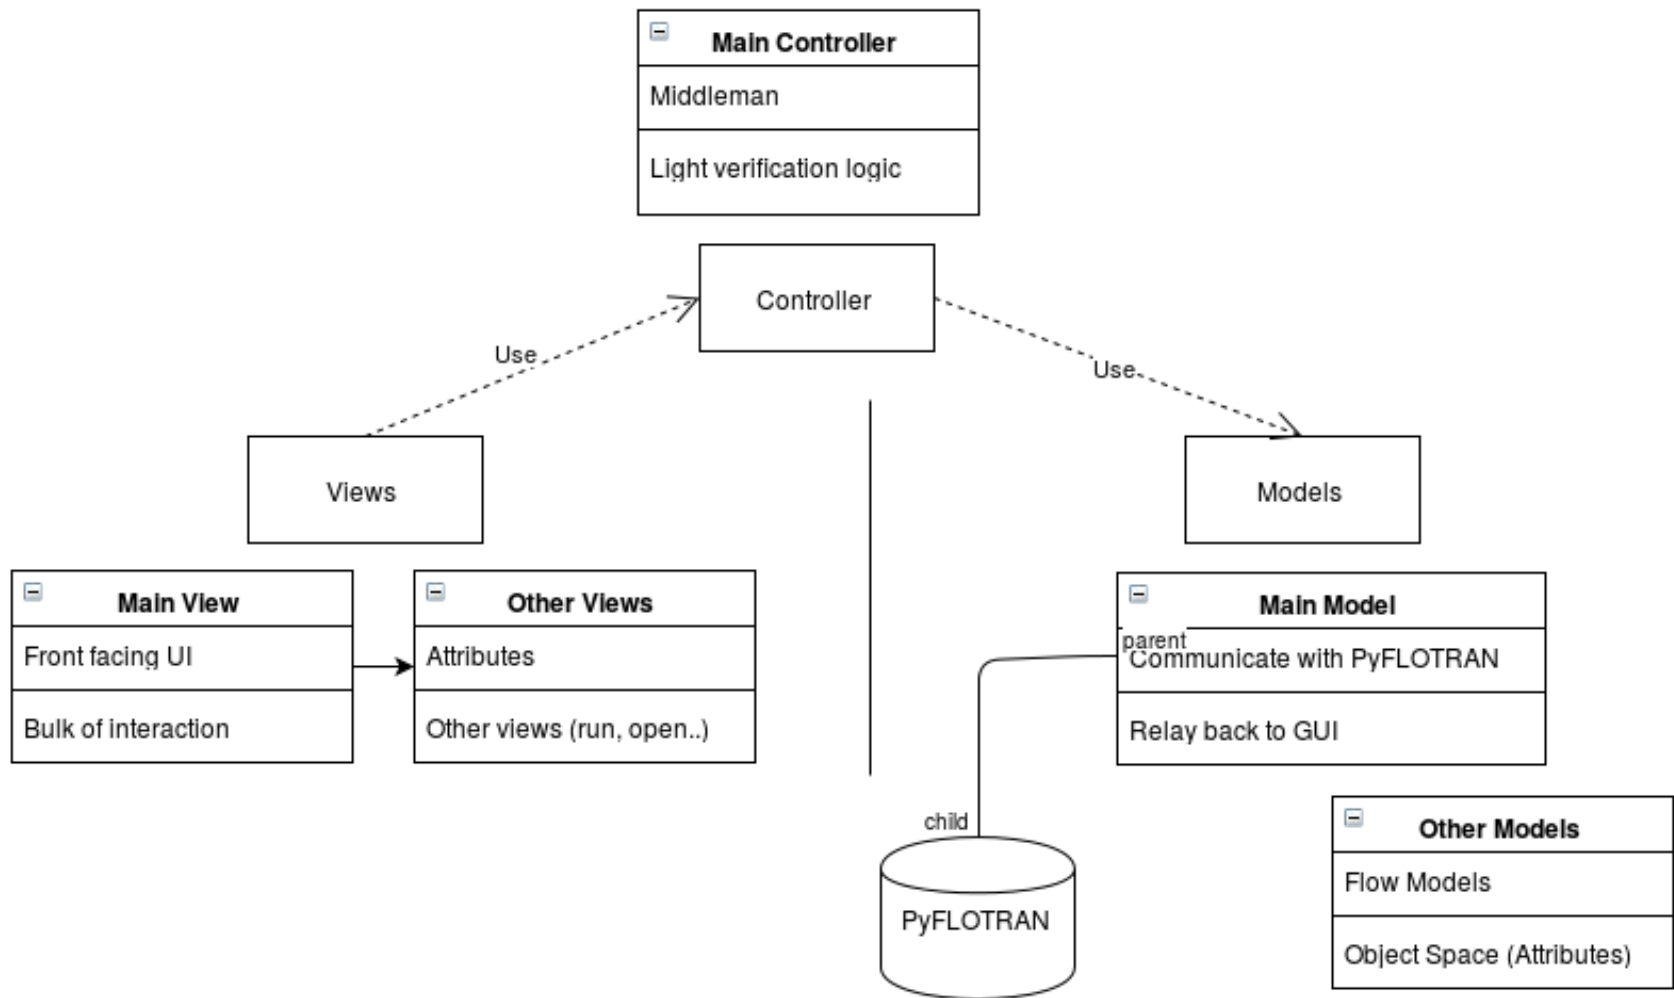 Main Controller
Middleman
Light verification logic
Controller
Use
Use
Views
Models
Main View
Front facing UI
Bulk of interaction
Other Views
Attributes
Other views (run, open..)
Main Model
parent
Communicate with PyFLOTRAN
Relay back to GUI
child
PyFLOTRAN
Other Models
Flow Models
Object Space (Attributes)